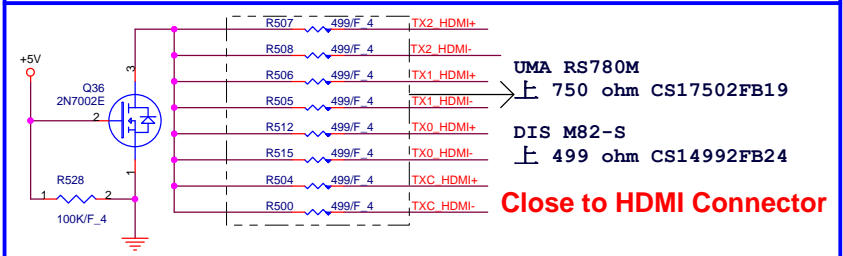 R507 499/F_4 TX2_HDMI+
R508 499/F_4 TX2_HDMI-
R506 499/F_4 TX1_HDMI+
R505 499/F_4 TX1_HDMI-
R512 499/F_4 TX0_HDMI+
R515 499/F_4 TX0_HDMI-
R504 499/F_4 TXC_HDMI+
R500 499/F_4 TXC_HDMI-
+5V
Q36
2N7002E
3
2
1
R528
1 2
100K/F_4
UMA RS780M
上 750 ohm CS17502FB19
DIS M82-S
上 499 ohm CS14992FB24
Close to HDMI Connector